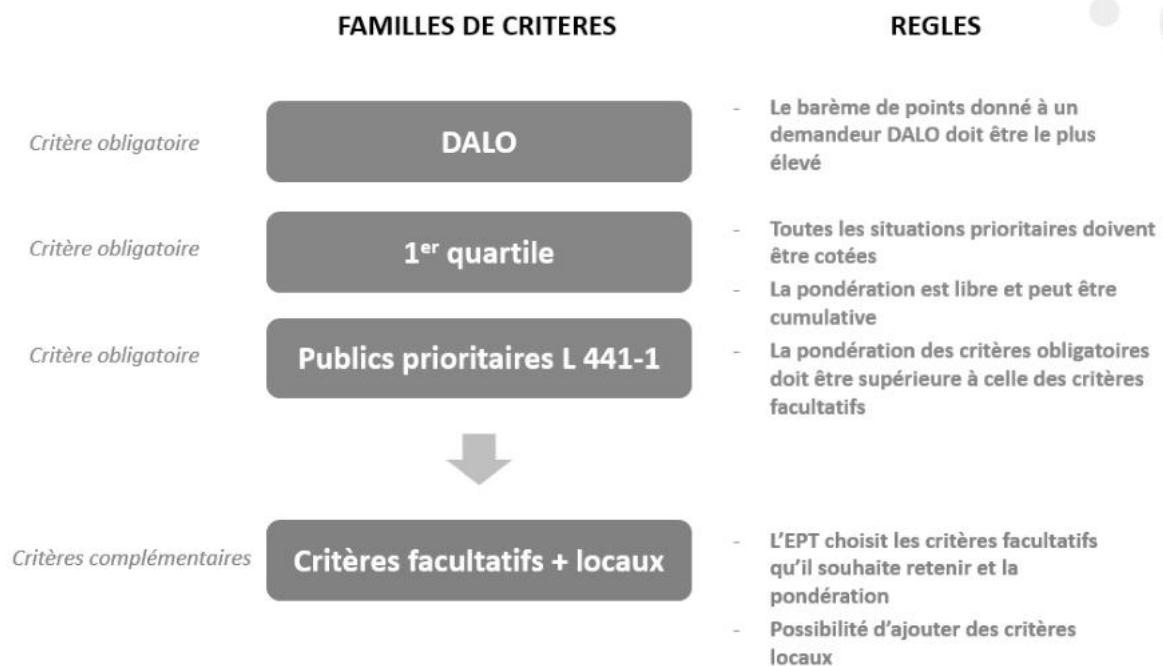 FAMILLES DE CRITERES
REGLES
Critère obligatoire
DALO
- Le barème de points donné à un
demandeur DALO doit être le plus
élevé
Critère obligatoire
1er quartile
- Toutes les situations prioritaires doivent
être cotées
- La pondération est libre et peut être
cumulative
Critère obligatoire
Publics prioritaires L 441-1
- La pondération des critères obligatoires
doit être supérieure à celle des critères
facultatifs
Critères complémentaires
Critères facultatifs + locaux
- L’EPT choisit les critères facultatifs
qu’il souhaite retenir et la
pondération
- Possibilité d’ajouter des critères
locaux